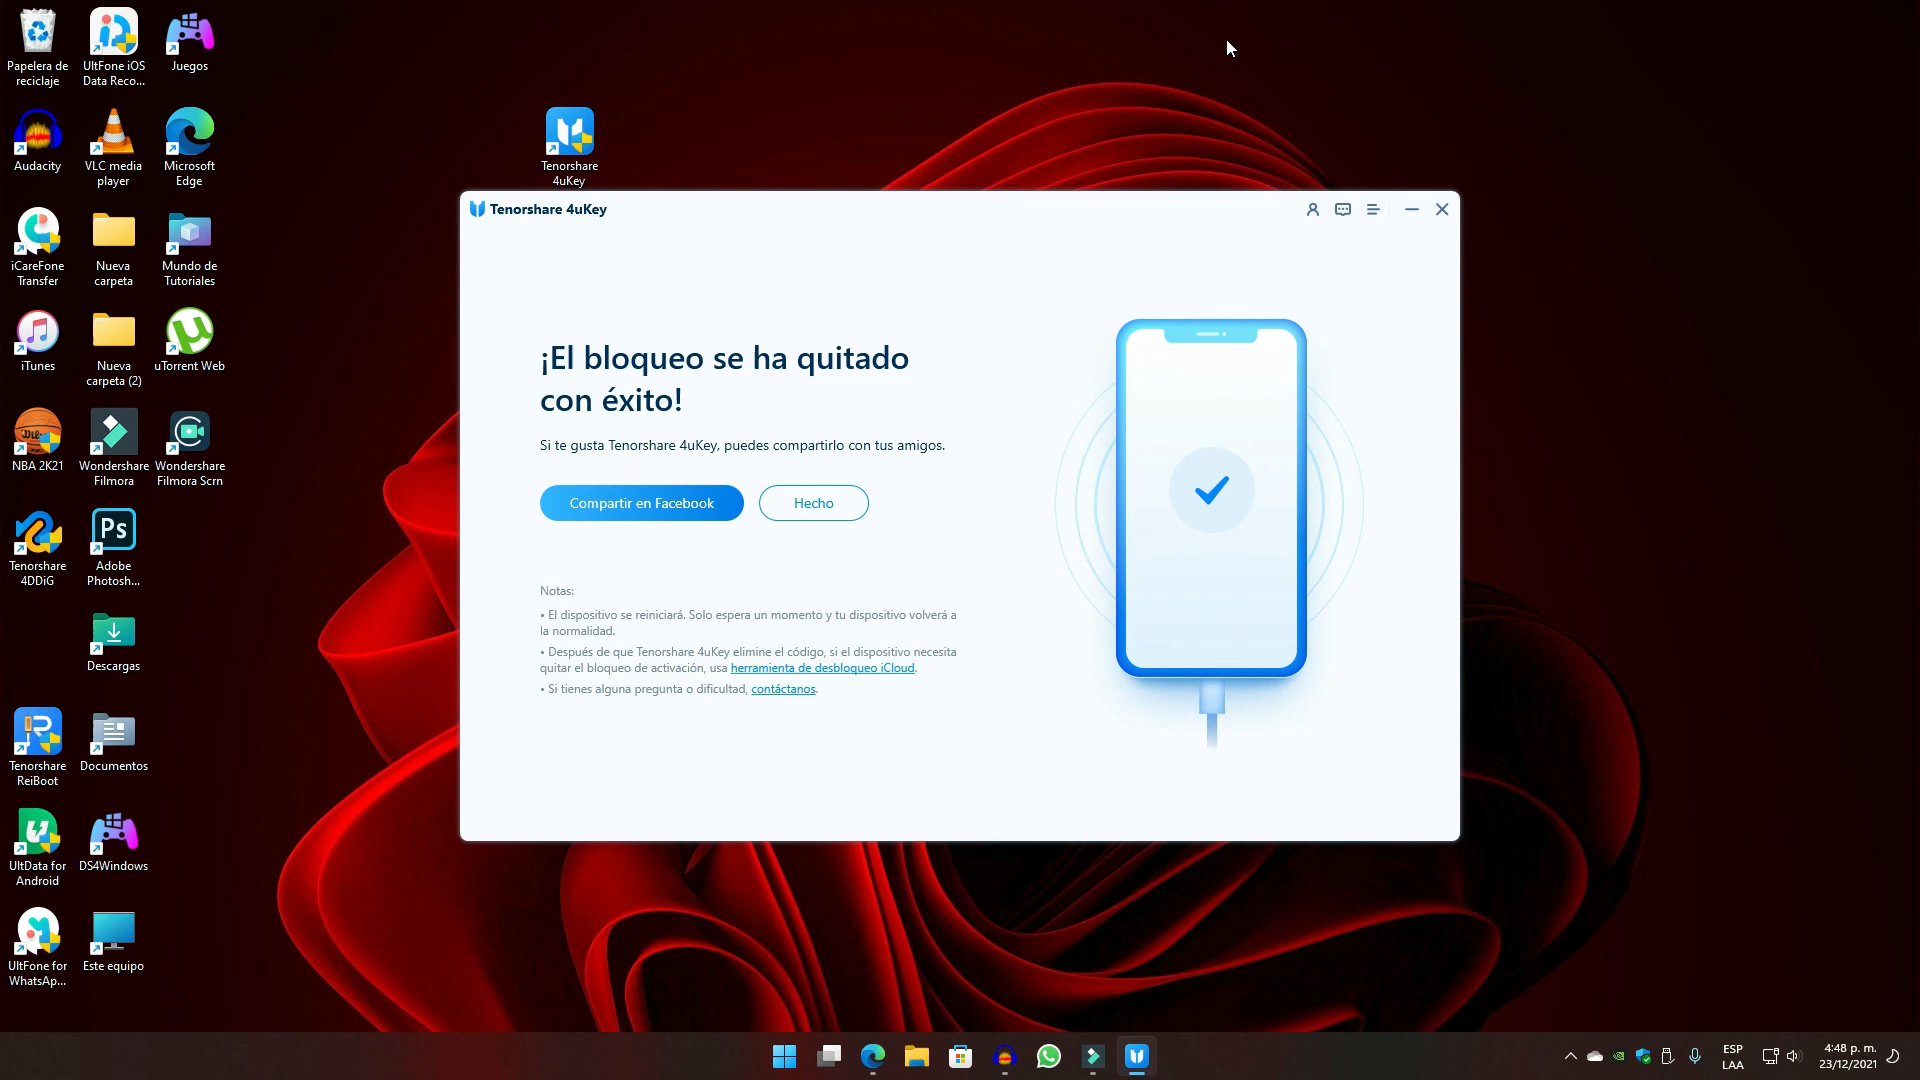 Papelera de
reciclaje
UltFone iOS
Data Reco...
Juegos
Audacity
VLC media
player
Microsoft
Edge
iCareFone
Transfer
Nueva
carpeta
Mundo de
Tutoriales
iTunes
Nueva
carpeta (2)
uTorrent Web
NBA 2K21
Wondershare
Filmora
Wondershare
Filmora Scrn
Tenorshare
4DDiG
Ps
Adobe
Photosh...
Descargas
Tenorshare
ReiBoot
Documentos
UltData for
Android
DS4Windows
UltFone for
WhatsAp...
Este equipo
Tenorshare
4uKey
Tenorshare 4uKey
¡El bloqueo se ha quitado
con éxito!
Si te gusta Tenorshare 4uKey, puedes compartirlo con tus amigos.
Compartir en Facebook
Hecho
Notas:
• El dispositivo se reiniciará. Solo espera un momento y tu dispositivo volverá a
la normalidad.
• Después de que Tenorshare 4uKey elimine el código, si el dispositivo necesita
quitar el bloqueo de activación, usa herramienta de desbloqueo iCloud.
• Si tienes alguna pregunta o dificultad, contáctanos.
ESP
LAA
4:48 p. m.
23/12/2021